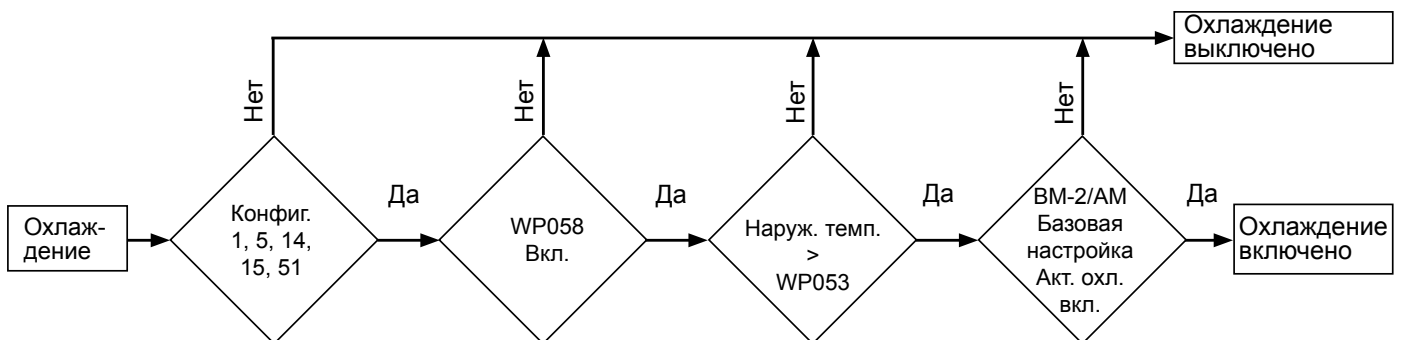 Охлаждение
выключено
Нет
Нет
Нет
Нет
Охлаж-
дение
Конфиг.
1, 5, 14,
15, 51
Да
WP058
Вкл.
Да
Наруж. темп.
>
WP053
Да
BM-2/AM
Базовая
настройка
Акт. охл.
вкл.
Да
Охлаждение
включено